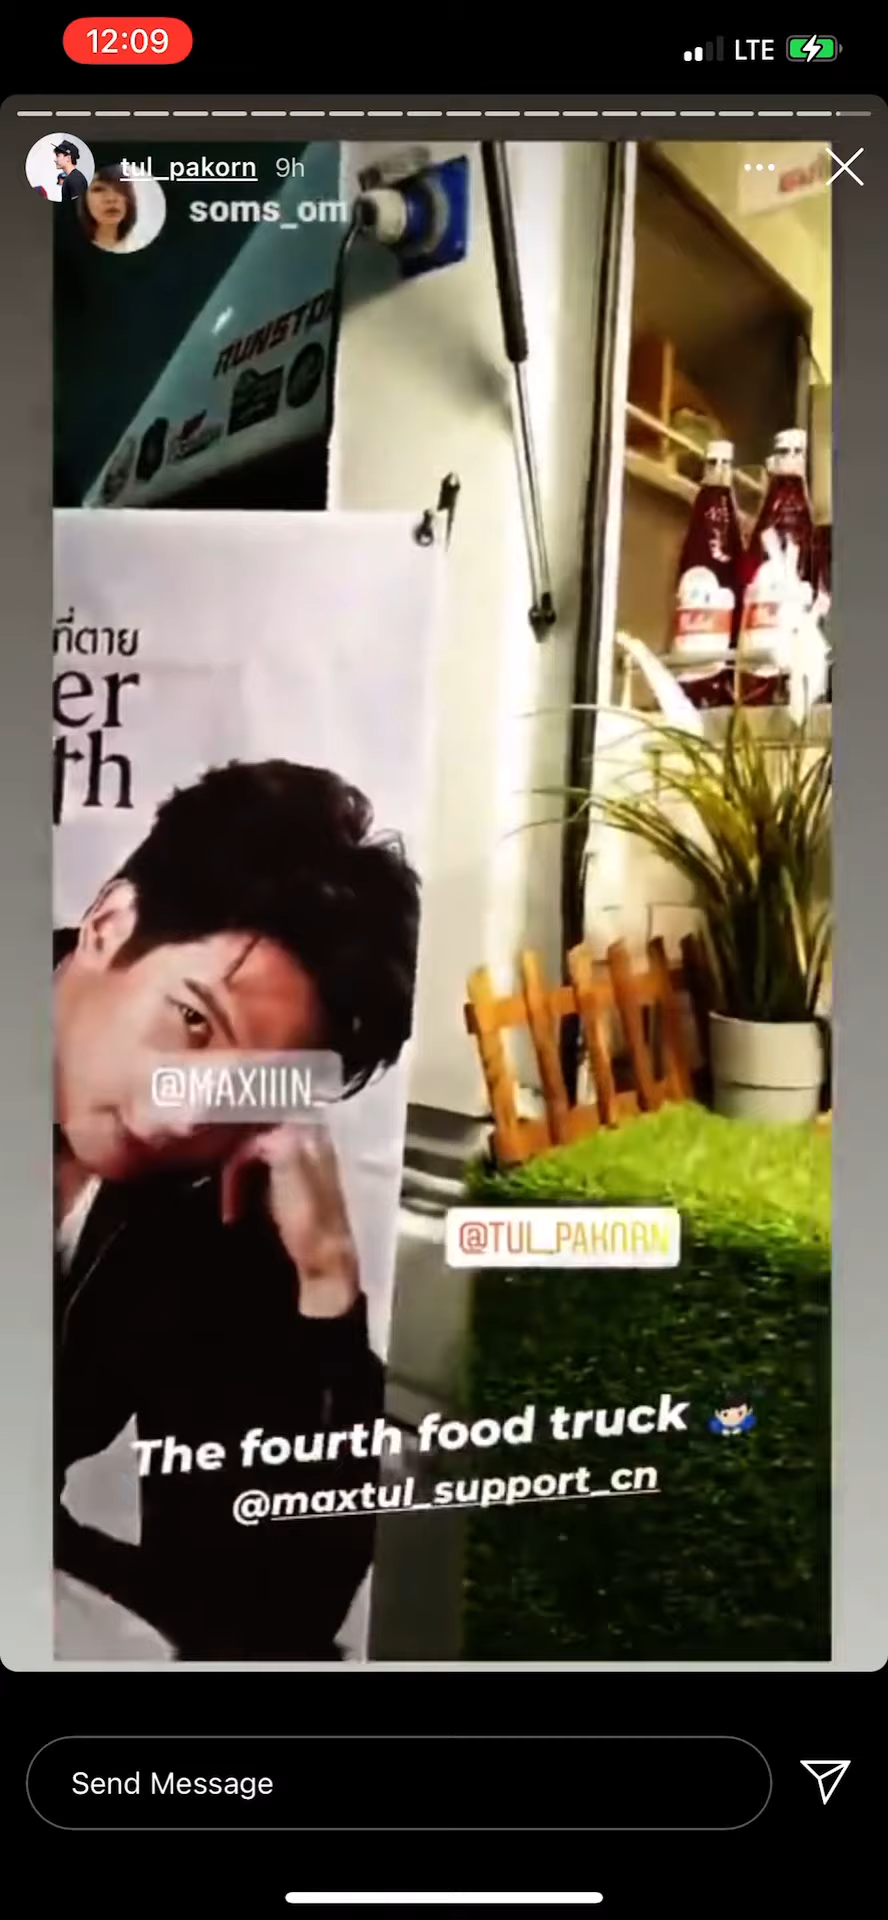 12:09
LTE
tul_pakorn 9h
soms_om
ที่ตาย
er
th
@MAXIIIN_
@TUL_PAKORN
The fourth food truck
@maxtul_support_cn
Send Message